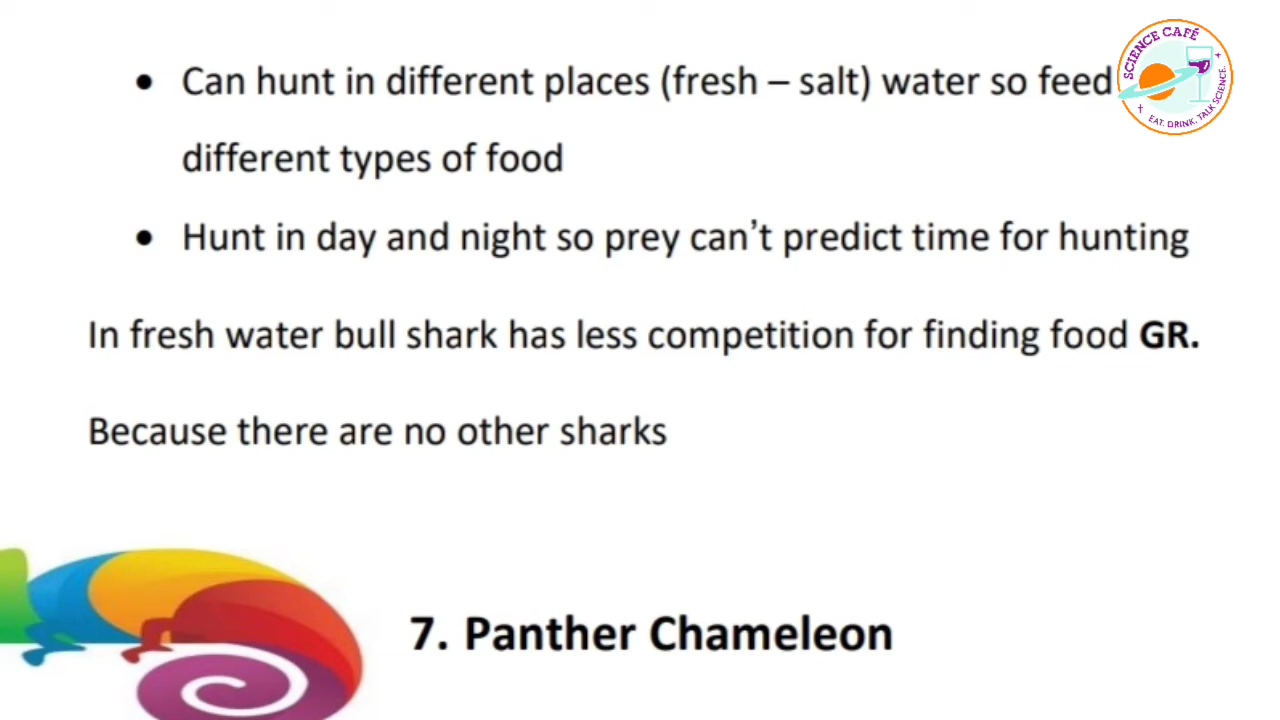 SCIENCE CAFÉ
EAT. DRINK. TALK SCIENCE.
• Can hunt in different places (fresh – salt) water so feed
different types of food
• Hunt in day and night so prey can’t predict time for hunting
In fresh water bull shark has less competition for finding food GR.
Because there are no other sharks
7. Panther Chameleon